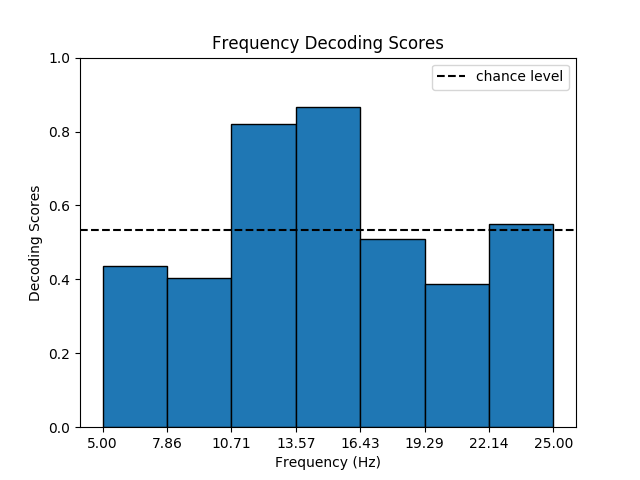 Frequency Decoding Scores
chance level
1.0
0.8
0.6
0.4
0.2
0.0
Decoding Scores
5.00 7.86 10.71 13.57 16.43 19.29 22.14 25.00
Frequency (Hz)